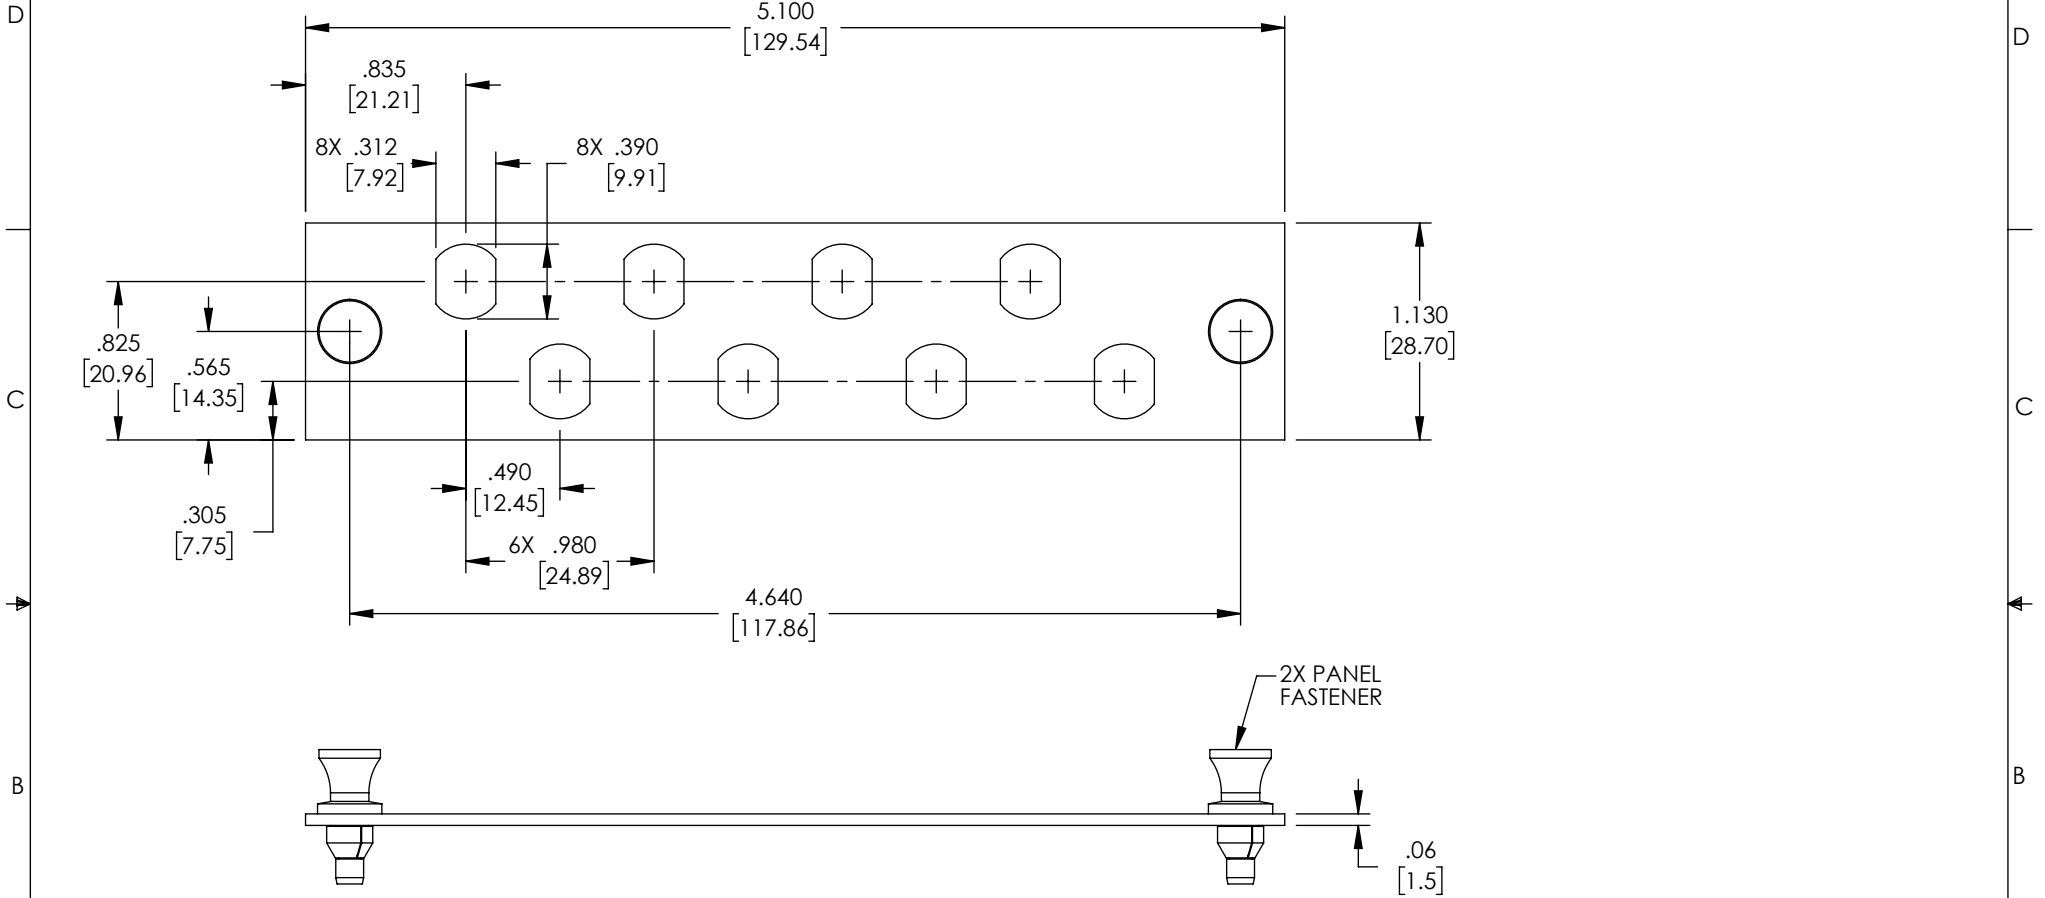 D
5.100
[129.54]
D
.835
[21.21]
8X .312
[7.92]
8X .390
[9.91]
1.130
[28.70]
.825
[20.96]
.565
[14.35]
C
C
.490
[12.45]
.305
[7.75]
6X .980
[24.89]
4.640
[117.86]
2X PANEL
FASTENER
B
B
.06
[1.5]